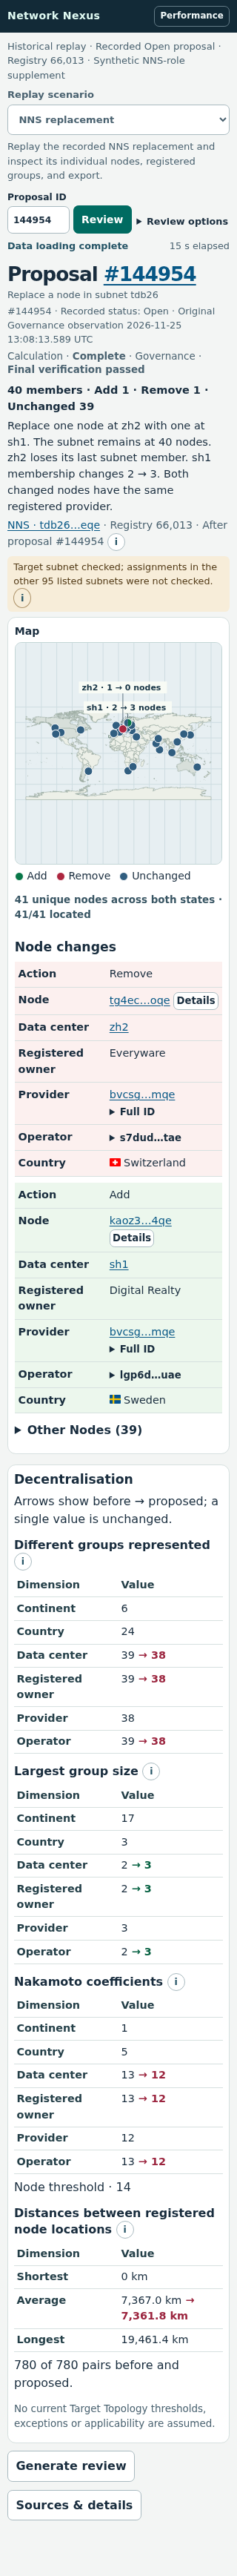 Network Nexus
Performance
Historical replay · Recorded Open proposal ·
Registry 66,013 · Synthetic NNS-role
supplement
Replay scenario
NNS replacement
Replay the recorded NNS replacement and
inspect its individual nodes, registered
groups, and export.
Proposal ID
144954
Review
▶ Review options
Data loading complete
15 s elapsed
Proposal #144954
Replace a node in subnet tdb26
#144954 · Recorded status: Open · Original
Governance observation 2026-11-25
13:08:13.589 UTC
Calculation · Complete · Governance ·
Final verification passed
40 members · Add 1 · Remove 1 ·
Unchanged 39
Replace one node at zh2 with one at
sh1. The subnet remains at 40 nodes.
zh2 loses its last subnet member. sh1
membership changes 2 → 3. Both
changed nodes have the same
registered provider.
NNS · tdb26…eqe · Registry 66,013 · After
proposal #144954 i
Target subnet checked; assignments in the
other 95 listed subnets were not checked.
i
Map
zh2 · 1 → 0 nodes
sh1 · 2 → 3 nodes
Add Remove Unchanged
41 unique nodes across both states ·
41/41 located
Node changes
Action Remove
Node tg4ec…oqe Details
Data center zh2
Registered Everyware
owner
Provider bvcsg…mqe
▶ Full ID
Operator ▶ s7dud…tae
Country Switzerland
Action Add
Node kaoz3…4qe
Details
Data center sh1
Registered Digital Realty
owner
Provider bvcsg…mqe
▶ Full ID
Operator ▶ lgp6d…uae
Country Sweden
▶ Other Nodes (39)
Decentralisation
Arrows show before → proposed; a
single value is unchanged.
Different groups represented
i
Dimension Value
Continent 6
Country 24
Data center 39 → 38
Registered 39 → 38
owner
Provider 38
Operator 39 → 38
Largest group size i
Dimension Value
Continent 17
Country 3
Data center 2 → 3
Registered 2 → 3
owner
Provider 3
Operator 2 → 3
Nakamoto coefficients i
Dimension Value
Continent 1
Country 5
Data center 13 → 12
Registered 13 → 12
owner
Provider 12
Operator 13 → 12
Node threshold · 14
Distances between registered
node locations i
Dimension Value
Shortest 0 km
Average 7,367.0 km →
7,361.8 km
Longest 19,461.4 km
780 of 780 pairs before and
proposed.
No current Target Topology thresholds,
exceptions or applicability are assumed.
Generate review
Sources & details